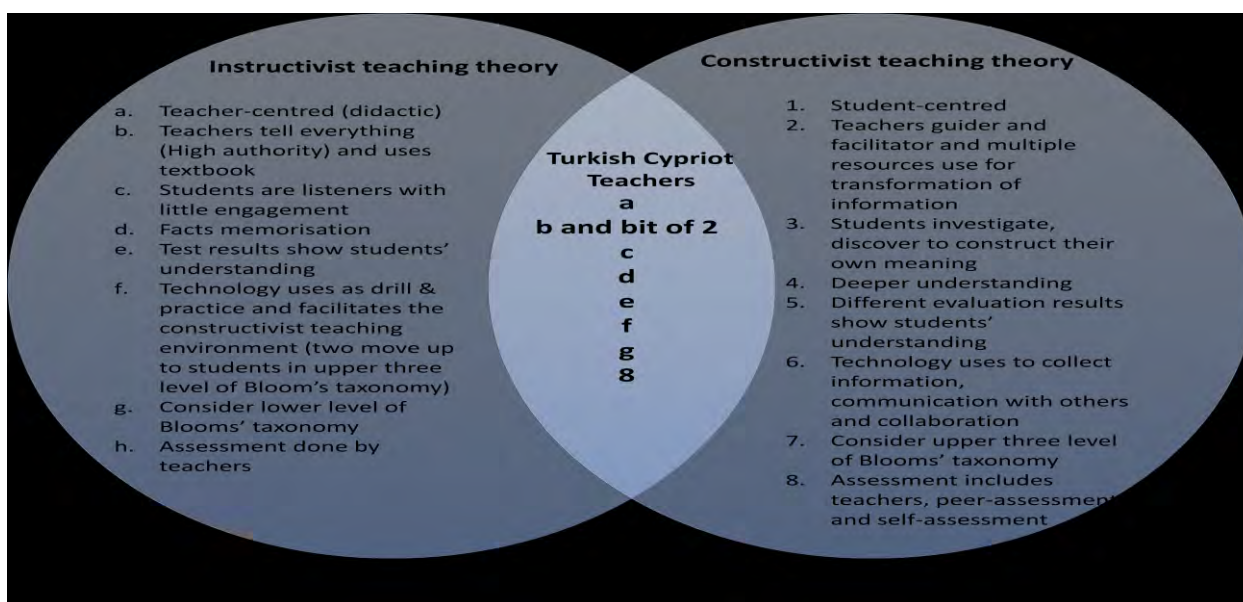 Instructivist teaching theory
a. Teacher-centred (didactic)
b. Teachers tell everything
(High authority) and uses
textbook
c. Students are listeners with
little engagement
d. Facts memorisation
e. Test results show students'
understanding
f. Technology uses as drill &
practice and facilitates the
constructivist teaching
environment (two move up
to students in upper three
level of Bloom's taxonomy)
g. Consider lower level of
Blooms' taxonomy
h. Assessment done by
teachers
Turkish Cypriot
Teachers
a
b and bit of 2
c
d
e
f
g
8
Constructivist teaching theory
1. Student-centred
2. Teachers guider and
facilitator and multiple
resources use for
transformation of
information
3. Students investigate,
discover to construct their
own meaning
4. Deeper understanding
5. Different evaluation results
show students'
understanding
6. Technology uses to collect
information,
communication with others
and collaboration
7. Consider upper three level
of Blooms' taxonomy
8. Assessment includes
teachers, peer-assessment
and self-assessment